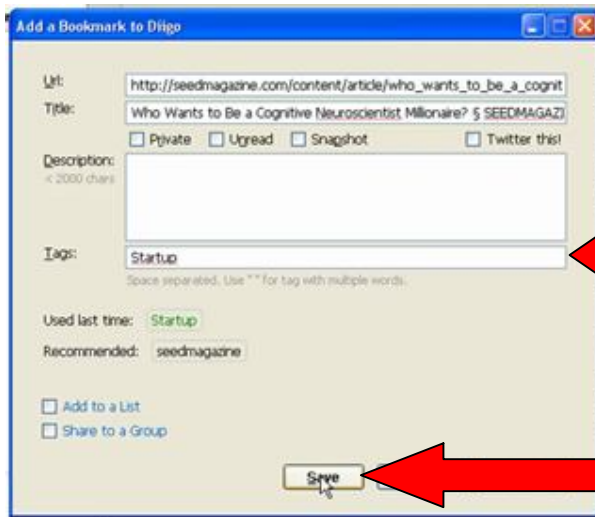 Add a Bookmark to Diigo
Url: http://seedmagazine.com/content/article/who_wants_to_be_a_cognit
Title: Who Wants to Be a Cognitive Neuroscientist Millionaire? § SEEDMAGAZI
Private Unread Snapshot Twitter this!
Description:
< 2000 chars
Tags: Startup
Space separated. Use " " for tag with multiple words.
Used last time: Startup
Recommended: seedmagazine
Add to a List
Share to a Group
Save